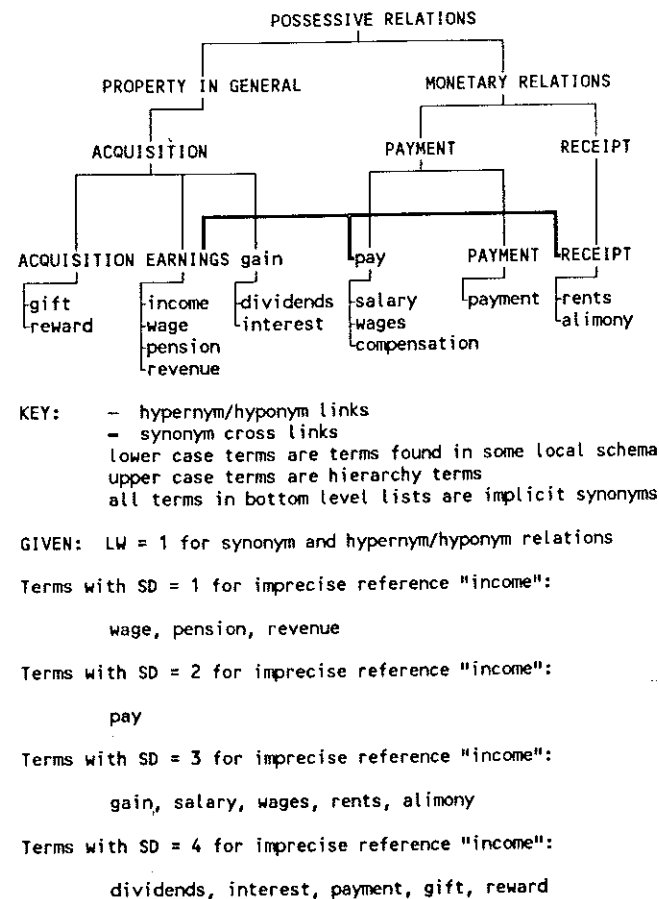 POSSESSIVE RELATIONS
PROPERTY IN GENERAL MONETARY RELATIONS
ACQUISITION PAYMENT RECEIPT
ACQUISITION EARNINGS gain pay PAYMENT RECEIPT
gift income dividends salary payment rents
reward wage interest wages alimony
pension compensation
revenue
KEY: - hypernym/hyponym links
- synonym cross links
lower case terms are terms found in some local schema
upper case terms are hierarchy terms
all terms in bottom level lists are implicit synonyms
GIVEN: LW = 1 for synonym and hypernym/hyponym relations
Terms with SD = 1 for imprecise reference "income":
wage, pension, revenue
Terms with SD = 2 for imprecise reference "income":
pay
Terms with SD = 3 for imprecise reference "income":
gain, salary, wages, rents, alimony
Terms with SD = 4 for imprecise reference "income":
dividends, interest, payment, gift, reward